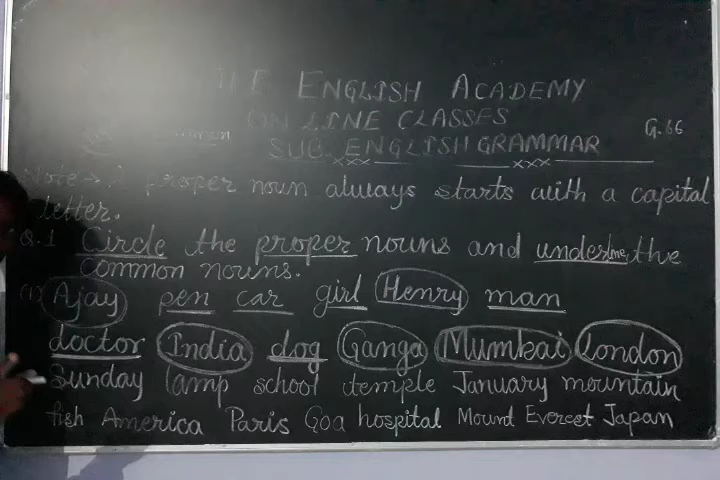 ENGLISH ACADEMY
ON LINE CLASSES
SUB. ENGLISH GRAMMAR G.66
xxx xxx
Note → A proper noun always starts with a capital
letter.
Q.1 Circle the proper nouns and underline the
common nouns.
(1) Ajay pen car girl Henry man
doctor India dog Ganga Mumbai London
Sunday lamp school temple January mountain
fish America Paris Goa hospital Mount Everest Japan